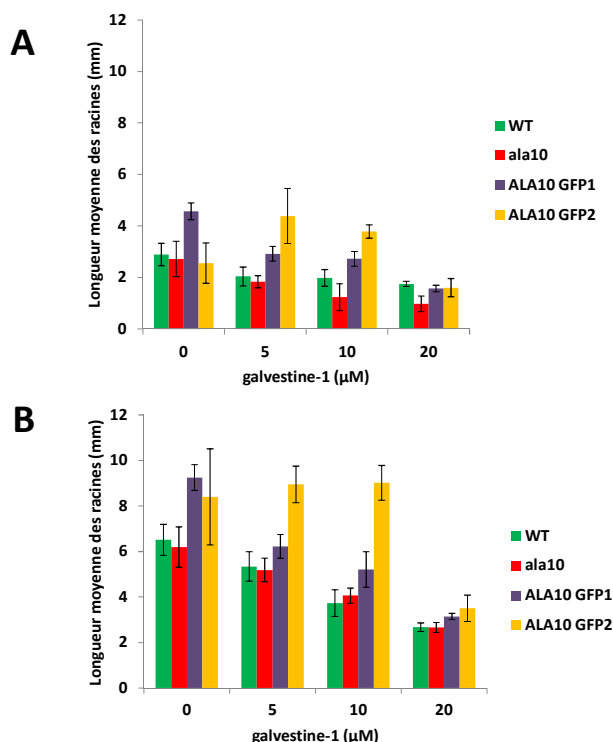 A
Longueur moyenne des racines (mm)
12
10
8
6
4
2
0
0 5 10 20
galvestine-1 (µM)
WT
ala10
ALA10 GFP1
ALA10 GFP2
B
Longueur moyenne des racines (mm)
12
10
8
6
4
2
0
0 5 10 20
galvestine-1 (µM)
WT
ala10
ALA10 GFP1
ALA10 GFP2